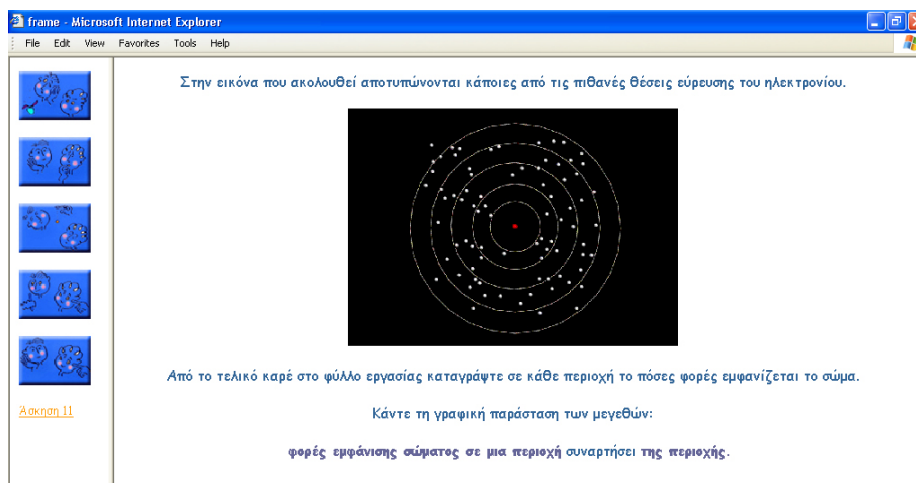 frame - Microsoft Internet Explorer
File Edit View Favorites Tools Help
Στην εικόνα που ακολουθεί αποτυπώνονται κάποιες από τις πιθανές θέσεις εύρευσης του ηλεκτρονίου.
Από το τελικό καρέ στο φύλλο εργασίας καταγράψτε σε κάθε περιοχή το πόσες φορές εμφανίζεται το σώμα.
Άσκηση 11
Κάντε τη γραφική παράσταση των μεγεθών:
φορές εμφάνισης σώματος σε μια περιοχή συναρτήσει της περιοχής.